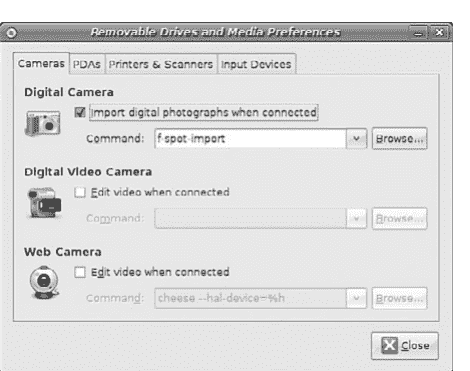 Removable Drives and Media Preferences
Cameras PDAs Printers & Scanners Input Devices
Digital Camera
Import digital photographs when connected
Command: f-spot-import Browse...
Digital Video Camera
Edit video when connected
Command: Browse...
Web Camera
Edit video when connected
Command: cheese --hal-device=%h Browse...
Close